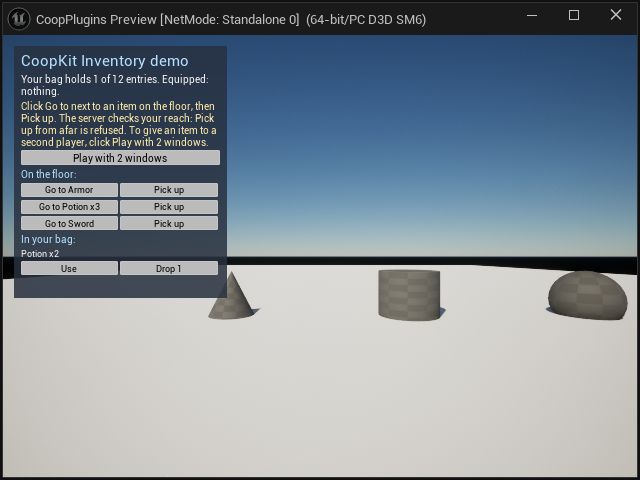 CoopPlugins Preview [NetMode: Standalone 0]  (64-bit/PC D3D SM6)
CoopKit Inventory demo
Your bag holds 1 of 12 entries. Equipped:
nothing.
Click Go to next to an item on the floor, then
Pick up. The server checks your reach: Pick
up from afar is refused. To give an item to a
second player, click Play with 2 windows.
Play with 2 windows
On the floor:
Go to Armor Pick up
Go to Potion x3 Pick up
Go to Sword Pick up
In your bag:
Potion x2
Use Drop 1